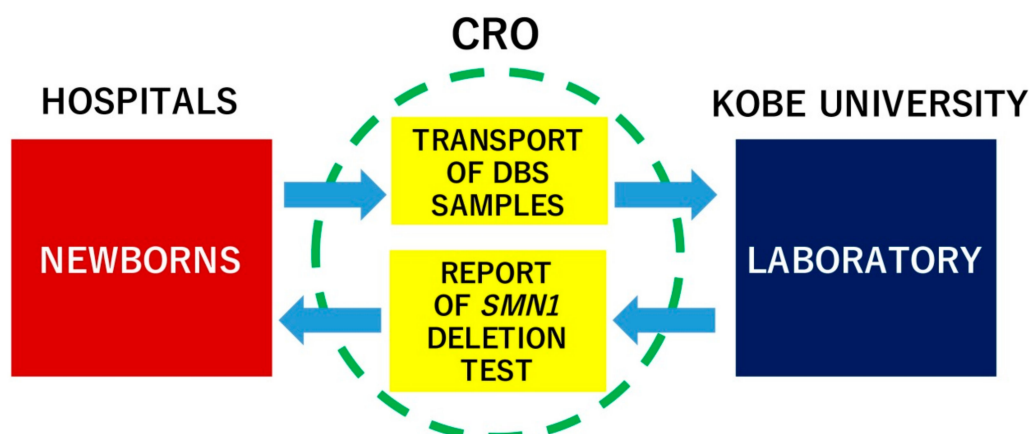 CRO
HOSPITALS
KOBE UNIVERSITY
NEWBORNS
TRANSPORT
OF DBS
SAMPLES
REPORT
OF SMN1
DELETION
TEST
LABORATORY